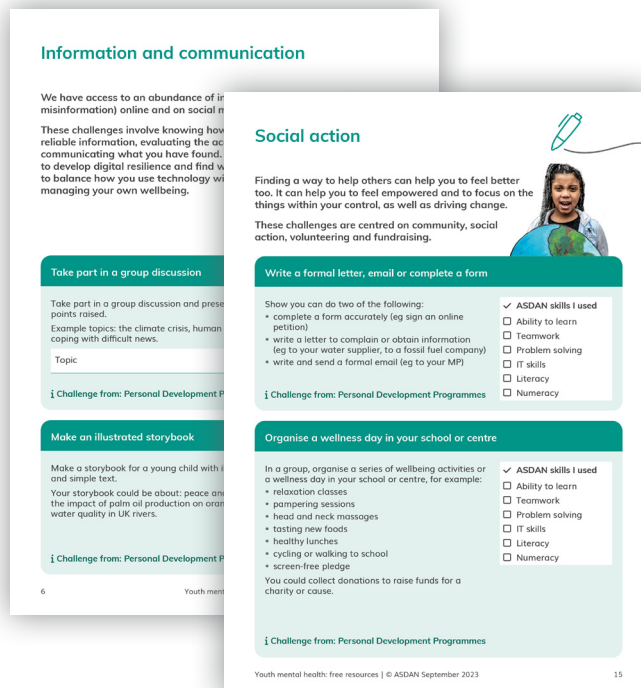 Information and communication
We have access to an abundance of
misinformation) online and on social
These challenges involve knowing how
reliable information, evaluating the
communicating what you have found.
to develop digital resilience and find
to balance how you use technology
managing your own wellbeing.
Take part in a group discussion
Take part in a group discussion and
points raised.
Example topics: the climate crisis, human
coping with difficult news.
Topic
i Challenge from: Personal Development
Make an illustrated storybook
Make a storybook for a young child with
and simple text.
Your storybook could be about: peace
the impact of palm oil production on
water quality in UK rivers.
i Challenge from: Personal Development
6
Youth
Social action
Finding a way to help others can help you to feel better
too. It can help you to feel empowered and to focus on the
things within your control, as well as driving change.
These challenges are centred on community, social
action, volunteering and fundraising.
Write a formal letter, email or complete a form
Show you can do two of the following:
• complete a form accurately (eg sign an online
petition)
• write a letter to complain or obtain information
(eg to your water supplier, to a fossil fuel company)
• write and send a formal email (eg to your MP)
i Challenge from: Personal Development Programmes
✓ ASDAN skills I used
Ability to learn
Teamwork
Problem solving
IT skills
Literacy
Numeracy
Organise a wellness day in your school or centre
In a group, organise a series of wellbeing activities or
a wellness day in your school or centre, for example:
• relaxation classes
• pampering sessions
• head and neck massages
• tasting new foods
• healthy lunches
• cycling or walking to school
• screen-free pledge
You could collect donations to raise funds for a
charity or cause.
i Challenge from: Personal Development Programmes
✓ ASDAN skills I used
Ability to learn
Teamwork
Problem solving
IT skills
Literacy
Numeracy
Youth mental health: free resources | © ASDAN September 2023
15